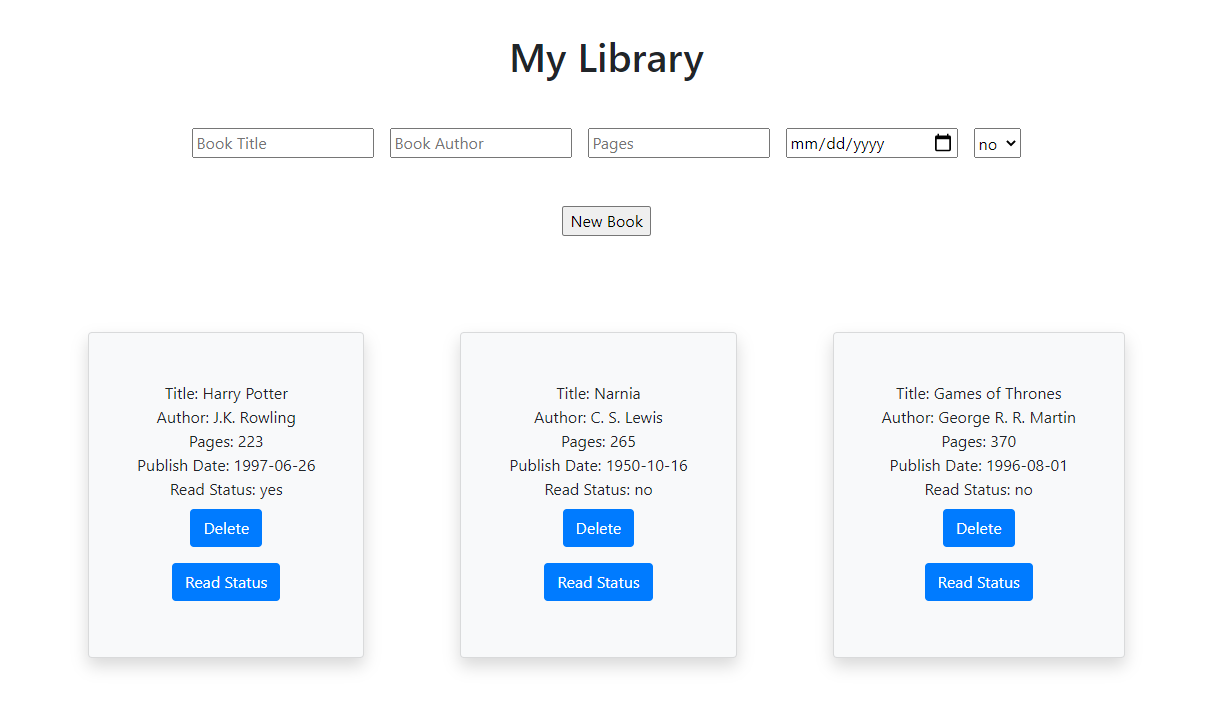 My Library
Book Title
Book Author
Pages
mm/dd/yyyy
no
New Book
Title: Harry Potter
Author: J.K. Rowling
Pages: 223
Publish Date: 1997-06-26
Read Status: yes
Delete
Read Status
Title: Narnia
Author: C. S. Lewis
Pages: 265
Publish Date: 1950-10-16
Read Status: no
Delete
Read Status
Title: Games of Thrones
Author: George R. R. Martin
Pages: 370
Publish Date: 1996-08-01
Read Status: no
Delete
Read Status